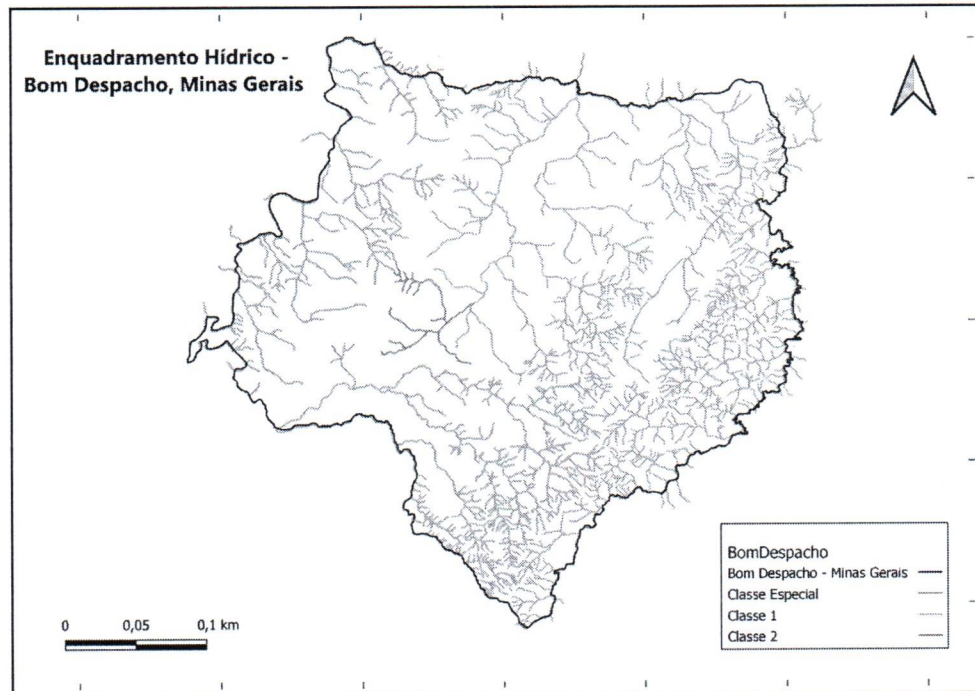 Enquadramento Hídrico -
Bom Despacho, Minas Gerais
BomDespacho
Bom Despacho - Minas Gerais
Classe Especial
Classe 1
Classe 2
0 0,05 0,1 km